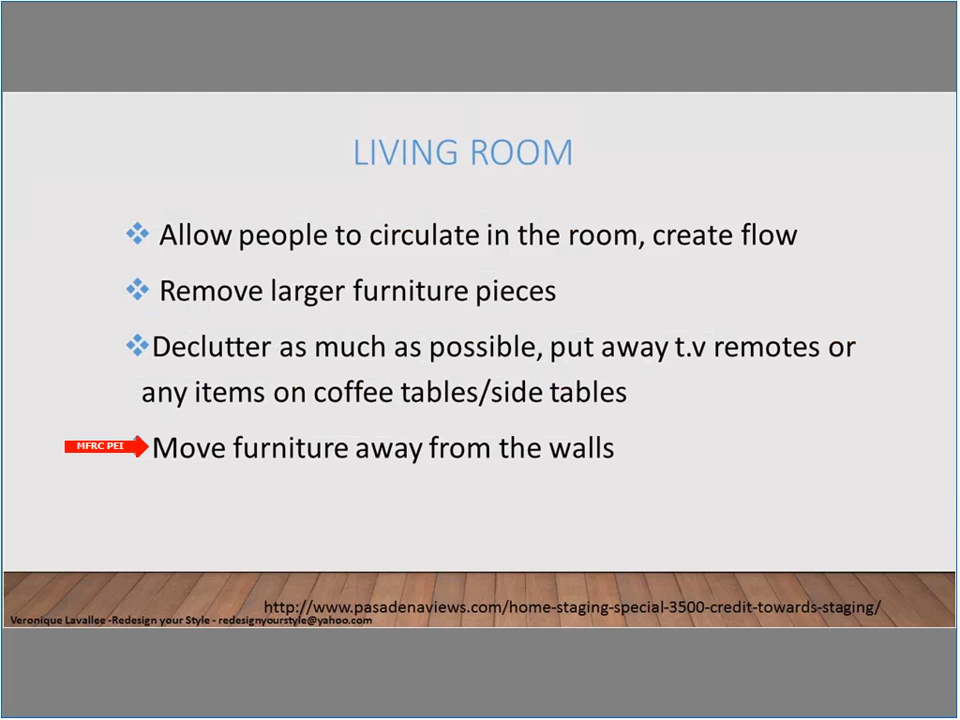 LIVING ROOM
Allow people to circulate in the room, create flow
Remove larger furniture pieces
Declutter as much as possible, put away t.v remotes or
any items on coffee tables/side tables
MFRC PEI
Move furniture away from the walls
http://www.pasadenaviews.com/home-staging-special-3500-credit-towards-staging/
Veronique Lavallee -Redesign your Style - redesignyourstyle@yahoo.com